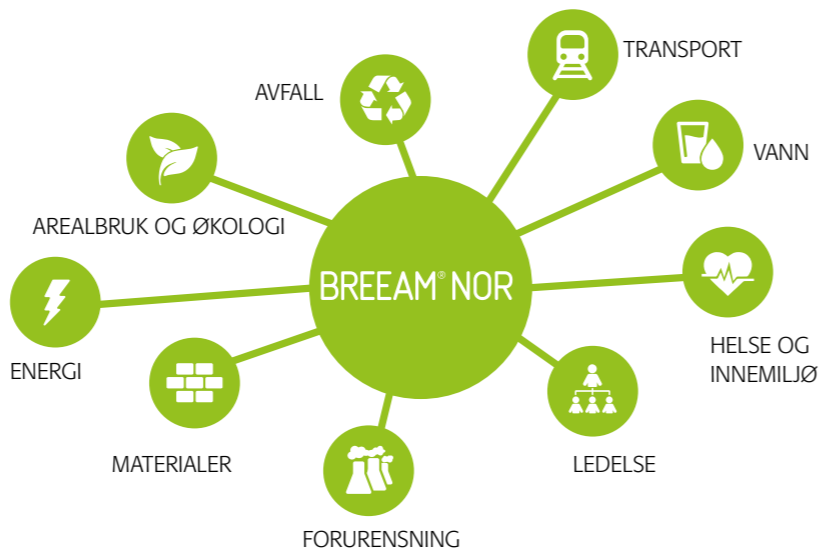 TRANSPORT
AVFALL
VANN
AREALBRUK OG ØKOLOGI
BREEAM® NOR
HELSE OG
INNEMILJØ
ENERGI
MATERIALER
LEDELSE
FORURENSNING